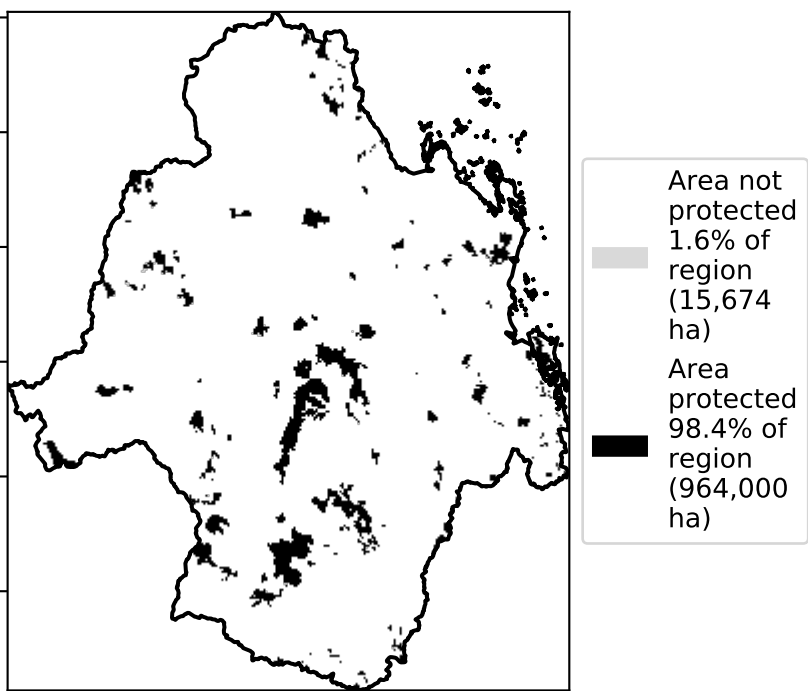 Area not
protected
1.6% of
region
(15,674
ha)
Area
protected
98.4% of
region
(964,000
ha)